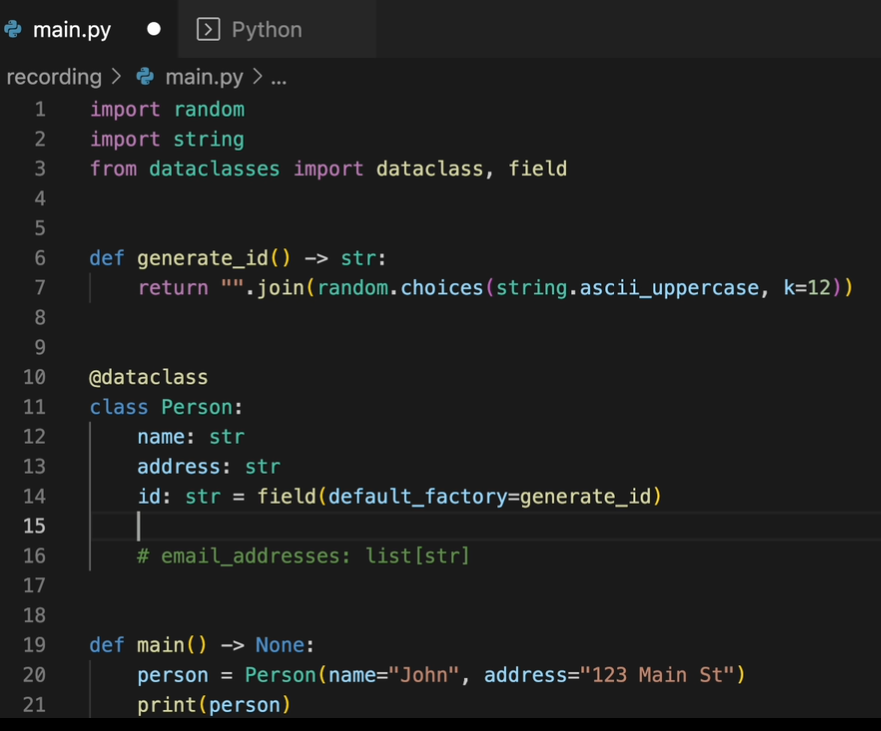 main.py Python
recording > main.py > ...
1 import random
2 import string
3 from dataclasses import dataclass, field
4
5
6 def generate_id() -> str:
7     return "".join(random.choices(string.ascii_uppercase, k=12))
8
9
10 @dataclass
11 class Person:
12     name: str
13     address: str
14     id: str = field(default_factory=generate_id)
15
16     # email_addresses: list[str]
17
18
19 def main() -> None:
20     person = Person(name="John", address="123 Main St")
21     print(person)